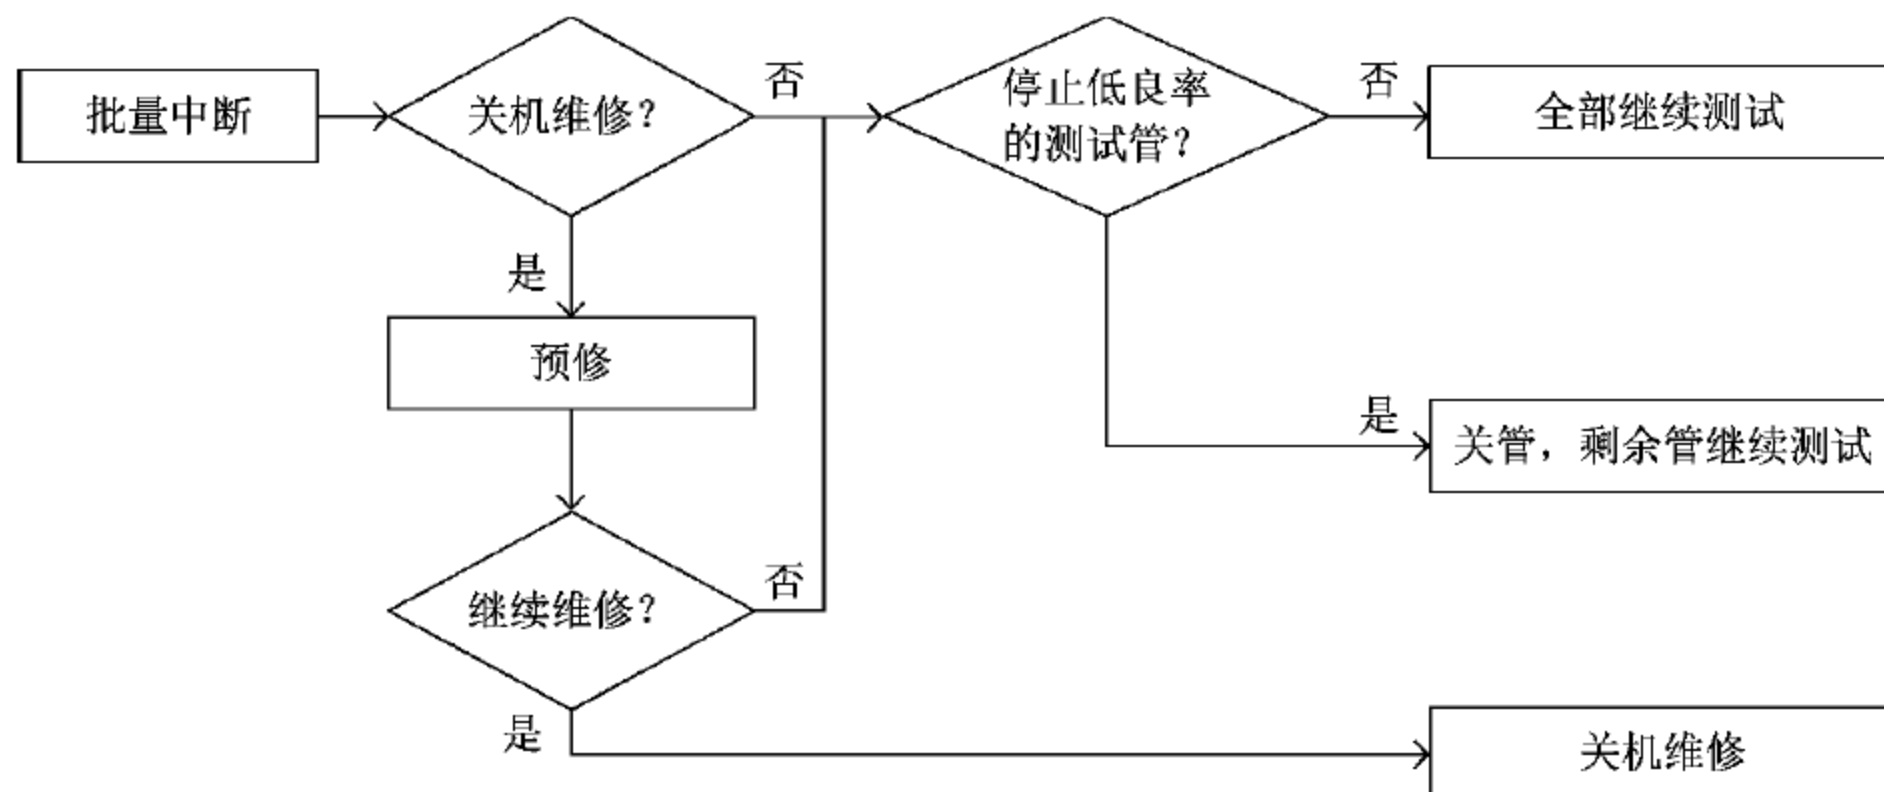 批量中断
关机维修?
否
停止低良率
的测试管?
否
全部继续测试
是
预修
是
关管，剩余管继续测试
继续维修?
否
是
关机维修